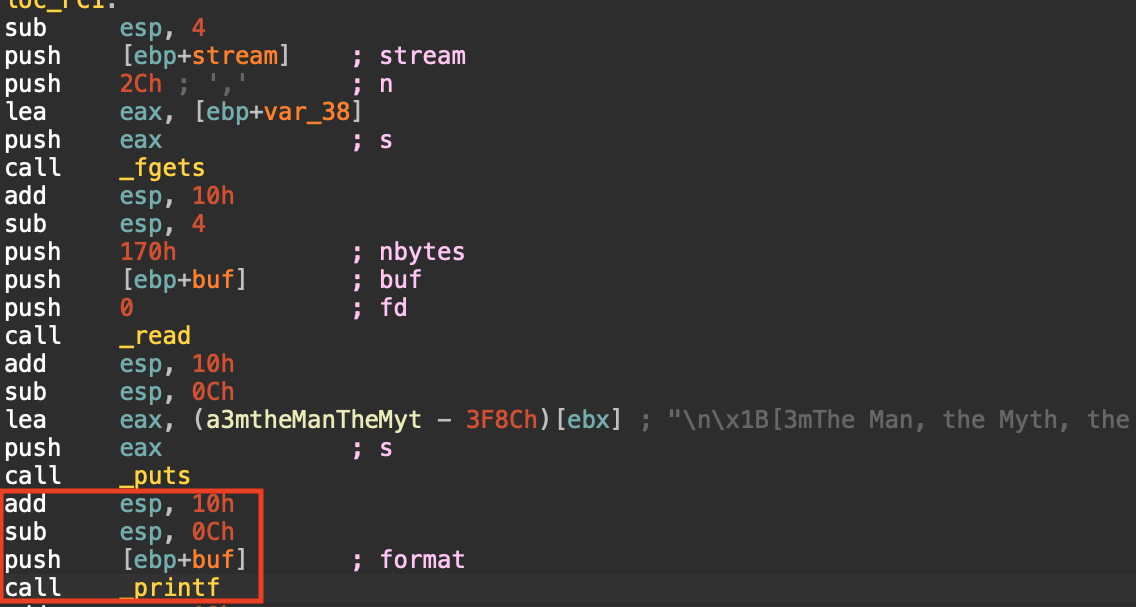 loc_FC1:
sub     esp, 4
push    [ebp+stream]    ; stream
push    2Ch ; ','       ; n
lea     eax, [ebp+var_38]
push    eax             ; s
call    _fgets
add     esp, 10h
sub     esp, 4
push    170h            ; nbytes
push    [ebp+buf]       ; buf
push    0               ; fd
call    _read
add     esp, 10h
sub     esp, 0Ch
lea     eax, (a3mtheManTheMyt - 3F8Ch)[ebx] ; "\n\x1B[3mThe Man, the Myth, the
push    eax             ; s
call    _puts
add     esp, 10h
sub     esp, 0Ch
push    [ebp+buf]       ; format
call    _printf